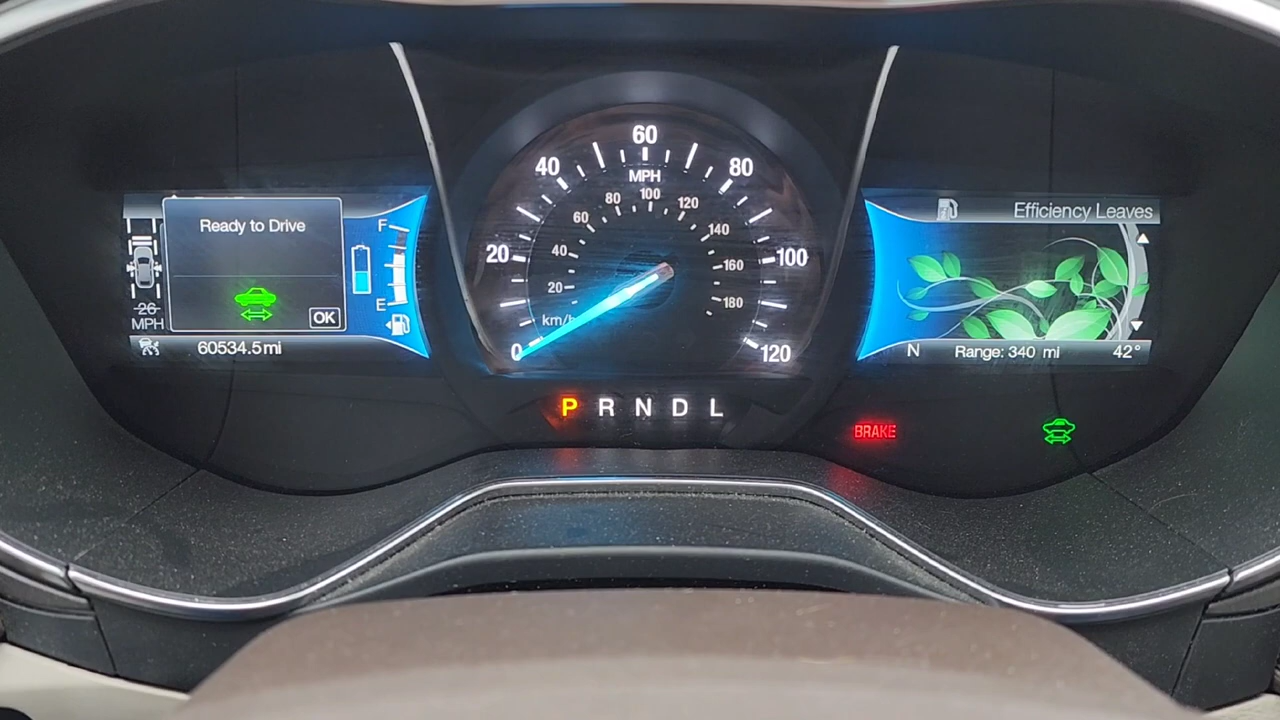 Ready to Drive
OK
26
MPH
60534.5 mi
F
E
0
20
40
60
80
100
120
MPH
20
40
60
80
100
120
140
160
180
km/h
P R N D L
Efficiency Leaves
N Range: 340 mi 42°
BRAKE